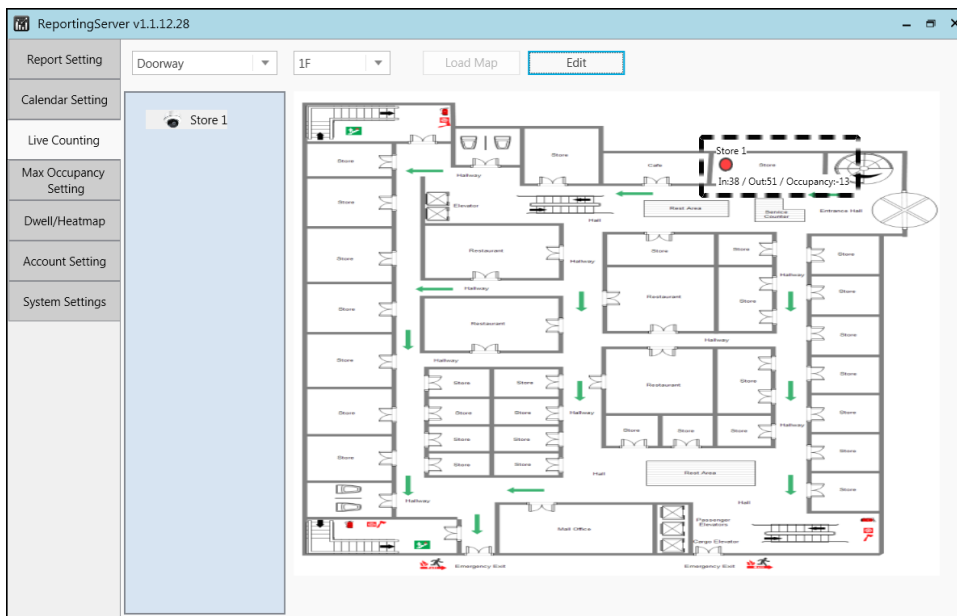 ReportingServer v1.1.12.28
Report Setting
Calendar Setting
Live Counting
Max Occupancy
Setting
Dwell/Heatmap
Account Setting
System Settings
Doorway
1F
Load Map
Edit
Store 1
Store 1
In:38 / Out:51 / Occupancy:-13
Store
Store
Cafe
Store
Hallway
Store
Elevator
Hall
Rest Area
Service
Counter
Entrance Hall
Store
Restaurant
Hallway
Store
Store
Store
Store
Hallway
Store
Hallway
Restaurant
Store
Store
Store
Restaurant
Hallway
Store
Store
Hallway
Restaurant
Store
Store
Store
Store
Store
Store
Hallway
Store
Store
Store
Store
Store
Hallway
Store
Store
Store
Store
Store
Store
Hall
Rest Area
Store
Hallway
Hall
Mall Office
Passenger
Elevators
Cargo Elevator
Emergency Exit
Emergency Exit